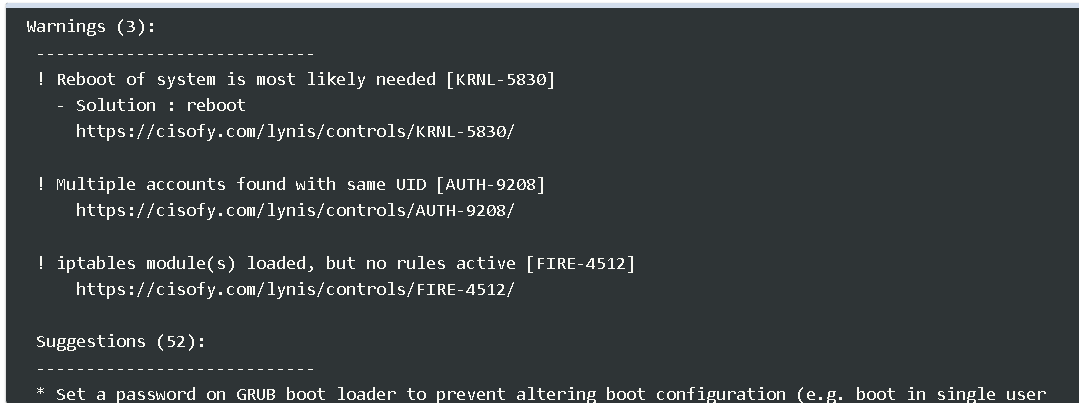 Warnings (3):
----------------------------
! Reboot of system is most likely needed [KRNL-5830]
- Solution : reboot
https://cisofy.com/lynis/controls/KRNL-5830/
! Multiple accounts found with same UID [AUTH-9208]
https://cisofy.com/lynis/controls/AUTH-9208/
! iptables module(s) loaded, but no rules active [FIRE-4512]
https://cisofy.com/lynis/controls/FIRE-4512/
Suggestions (52):
----------------------------
* Set a password on GRUB boot loader to prevent altering boot configuration (e.g. boot in single user